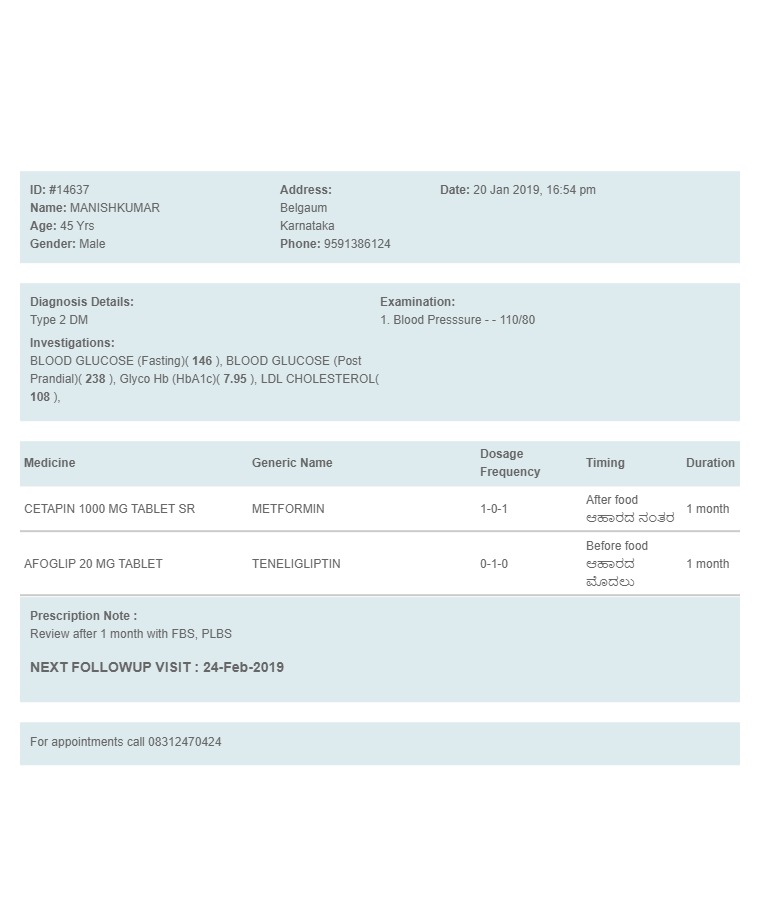 ID: #14637
Name: MANISHKUMAR
Age: 45 Yrs
Gender: Male
Address:
Belgaum
Karnataka
Phone: 9591386124
Date: 20 Jan 2019, 16:54 pm
Diagnosis Details:
Type 2 DM
Investigations:
BLOOD GLUCOSE (Fasting)( 146 ), BLOOD GLUCOSE (Post
Prandial)( 238 ), Glyco Hb (HbA1c)( 7.95 ), LDL CHOLESTEROL(
108 ),
Examination:
1. Blood Presssure - - 110/80
Medicine Generic Name Dosage Frequency Timing Duration
CETAPIN 1000 MG TABLET SR METFORMIN 1-0-1 After food ಆಹಾರದ ನಂತರ 1 month
AFOGLIP 20 MG TABLET TENELIGLIPTIN 0-1-0 Before food ಆಹಾರದ ಮೊದಲು 1 month
Prescription Note :
Review after 1 month with FBS, PLBS
NEXT FOLLOWUP VISIT : 24-Feb-2019
For appointments call 08312470424